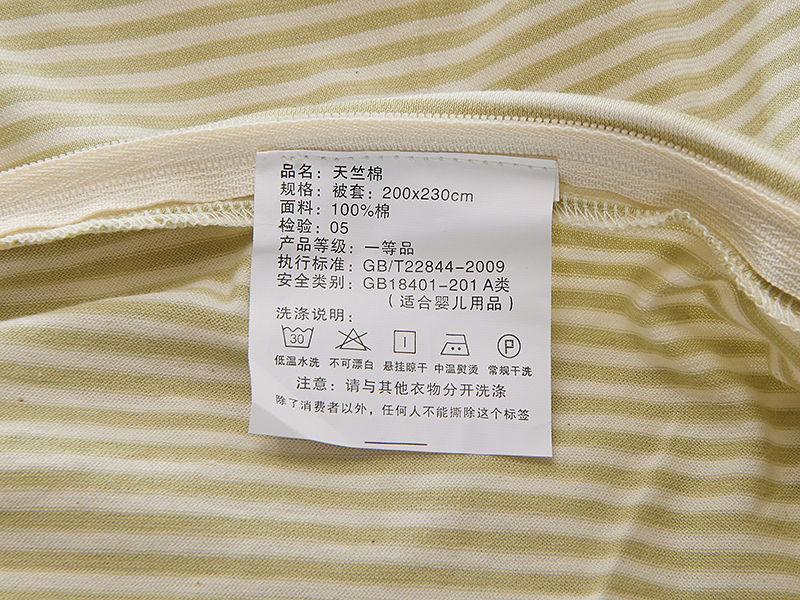 品名：天竺棉
规格：被套：200x230cm
面料：100%棉
检验：05
产品等级：一等品
执行标准：GB/T22844-2009
安全类别：GB18401-201 A类
（适合婴儿用品）
洗涤说明：
30 P
低温水洗 不可漂白 悬挂晾干 中温熨烫 常规干洗
注意：请与其他衣物分开洗涤
除了消费者以外，任何人不能撕除这个标签